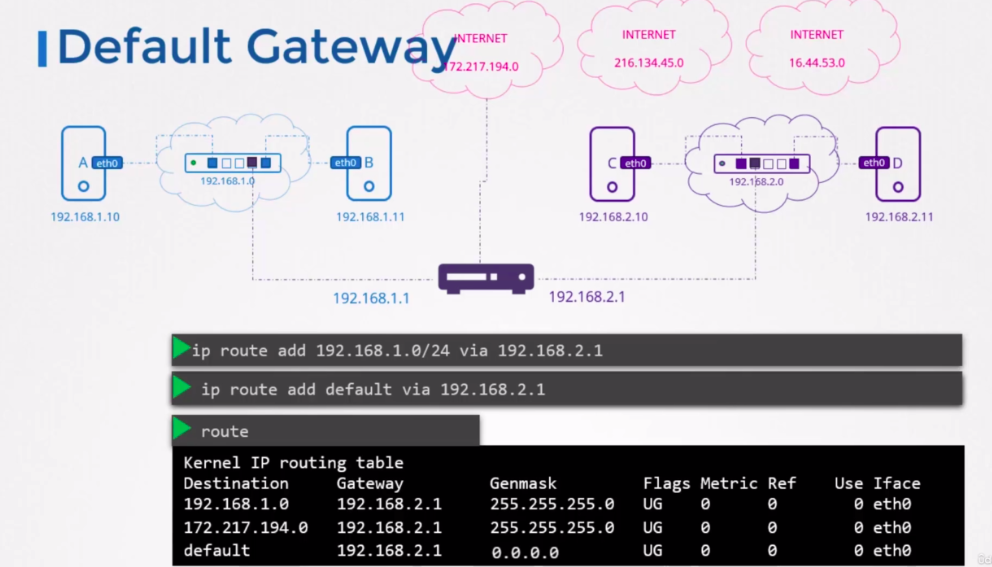 Default Gateway
INTERNET
172.217.194.0
INTERNET
216.134.45.0
INTERNET
16.44.53.0
A eth0
192.168.1.0
eth0 B
192.168.1.10
192.168.1.11
C eth0
192.168.2.0
eth0 D
192.168.2.10
192.168.2.11
192.168.1.1
192.168.2.1
ip route add 192.168.1.0/24 via 192.168.2.1
ip route add default via 192.168.2.1
route
Kernel IP routing table
Destination Gateway Genmask Flags Metric Ref Use Iface
192.168.1.0 192.168.2.1 255.255.255.0 UG 0 0 0 eth0
172.217.194.0 192.168.2.1 255.255.255.0 UG 0 0 0 eth0
default 192.168.2.1 0.0.0.0 UG 0 0 0 eth0